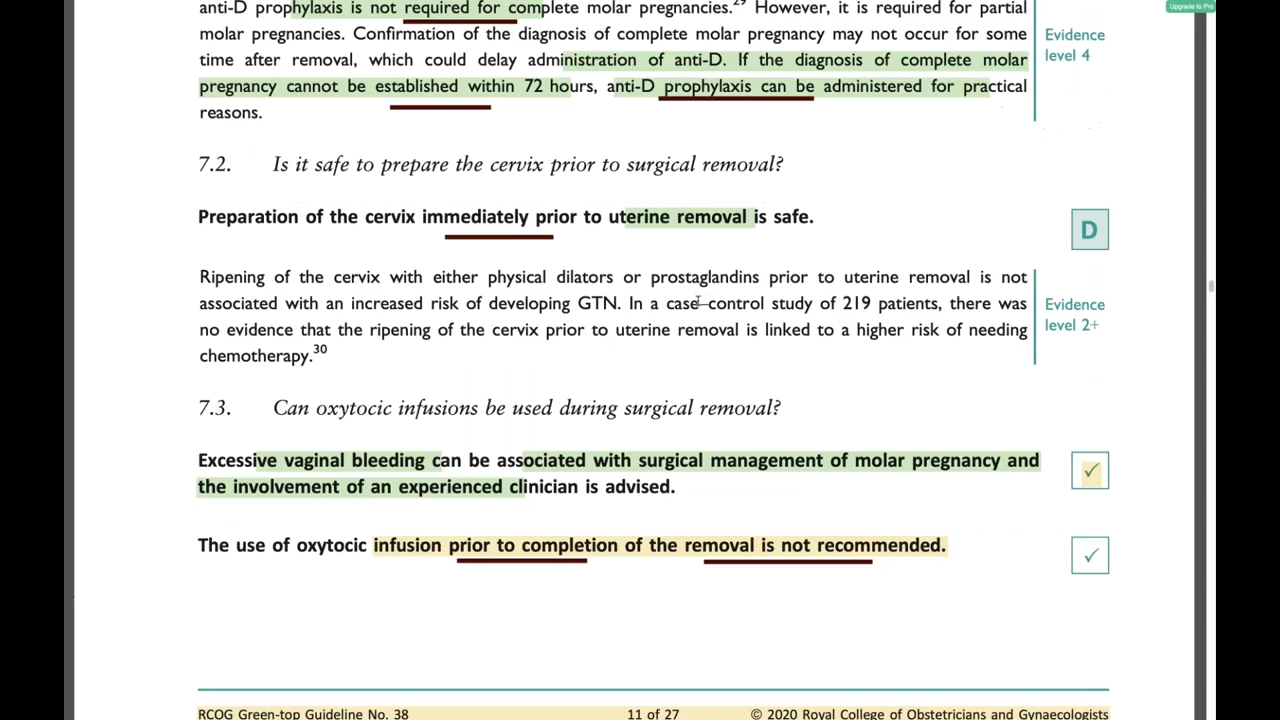 Upgrade to Pro
anti-D prophylaxis is not required for complete molar pregnancies.29 However, it is required for partial
molar pregnancies. Confirmation of the diagnosis of complete molar pregnancy may not occur for some
time after removal, which could delay administration of anti-D. If the diagnosis of complete molar
pregnancy cannot be established within 72 hours, anti-D prophylaxis can be administered for practical
reasons.
Evidence
level 4
7.2. Is it safe to prepare the cervix prior to surgical removal?
Preparation of the cervix immediately prior to uterine removal is safe.
D
Ripening of the cervix with either physical dilators or prostaglandins prior to uterine removal is not
associated with an increased risk of developing GTN. In a case–control study of 219 patients, there was
no evidence that the ripening of the cervix prior to uterine removal is linked to a higher risk of needing
chemotherapy.30
Evidence
level 2+
7.3. Can oxytocic infusions be used during surgical removal?
Excessive vaginal bleeding can be associated with surgical management of molar pregnancy and
the involvement of an experienced clinician is advised.
✓
The use of oxytocic infusion prior to completion of the removal is not recommended.
✓
RCOG Green-top Guideline No. 38 11 of 27 © 2020 Royal College of Obstetricians and Gynaecologists